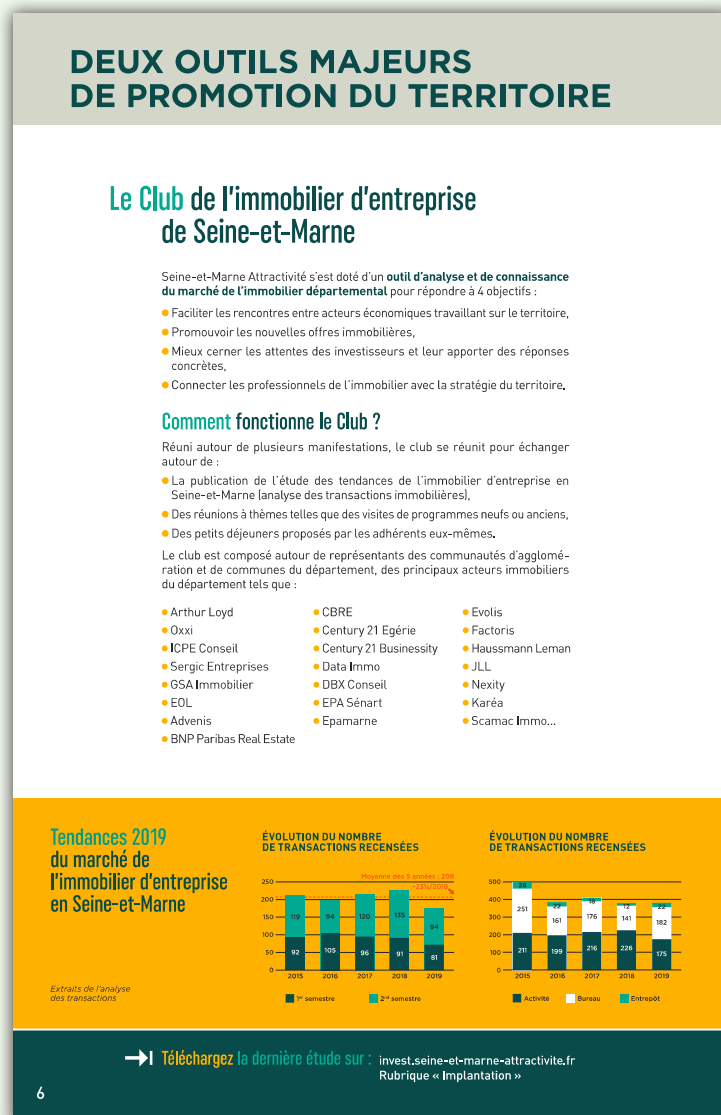 DEUX OUTILS MAJEURS
DE PROMOTION DU TERRITOIRE
Le Club de l'immobilier d'entreprise
de Seine-et-Marne
Seine-et-Marne Attractivité s'est doté d'un outil d'analyse et de connaissance
du marché de l'immobilier départemental pour répondre à 4 objectifs :
• Faciliter les rencontres entre acteurs économiques travaillant sur le territoire,
• Promouvoir les nouvelles offres immobilières,
• Mieux cerner les attentes des investisseurs et leur apporter des réponses
concrètes,
• Connecter les professionnels de l'immobilier avec la stratégie du territoire.
Comment fonctionne le Club ?
Réuni autour de plusieurs manifestations, le club se réunit pour échanger
autour de :
• La publication de l'étude des tendances de l'immobilier d'entreprise en
Seine-et-Marne (analyse des transactions immobilières),
• Des réunions à thèmes telles que des visites de programmes neufs ou anciens,
• Des petits déjeuners proposés par les adhérents eux-mêmes.
Le club est composé autour de représentants des communautés d'agglomé-
ration et de communes du département, des principaux acteurs immobiliers
du département tels que :
• Arthur Loyd
• Oxxi
• ICPE Conseil
• Sergic Entreprises
• GSA Immobilier
• EOL
• Advenis
• BNP Paribas Real Estate
• CBRE
• Century 21 Egérie
• Century 21 Businessity
• Data Immo
• DBX Conseil
• EPA Sénart
• Epamarne
• Evolis
• Factoris
• Haussmann Leman
• JLL
• Nexity
• Karéa
• Scamac Immo...
Tendances 2019
du marché de
l'immobilier d'entreprise
en Seine-et-Marne
Extraits de l'analyse
des transactions
ÉVOLUTION DU NOMBRE
DE TRANSACTIONS RECENSÉES
Moyenne des 5 années : 208
-23%/2018
250
200
150
100
50
0
119 94 120 135 94
92 105 96 91 81
2015 2016 2017 2018 2019
1er semestre 2nd semestre
ÉVOLUTION DU NOMBRE
DE TRANSACTIONS RECENSÉES
500
400
300
200
100
0
38 22 18 12 22
251 161 176 141 182
211 199 216 226 175
2015 2016 2017 2018 2019
Activité Bureau Entrepôt
Téléchargez la dernière étude sur : invest.seine-et-marne-attractivite.fr
Rubrique « Implantation »
6